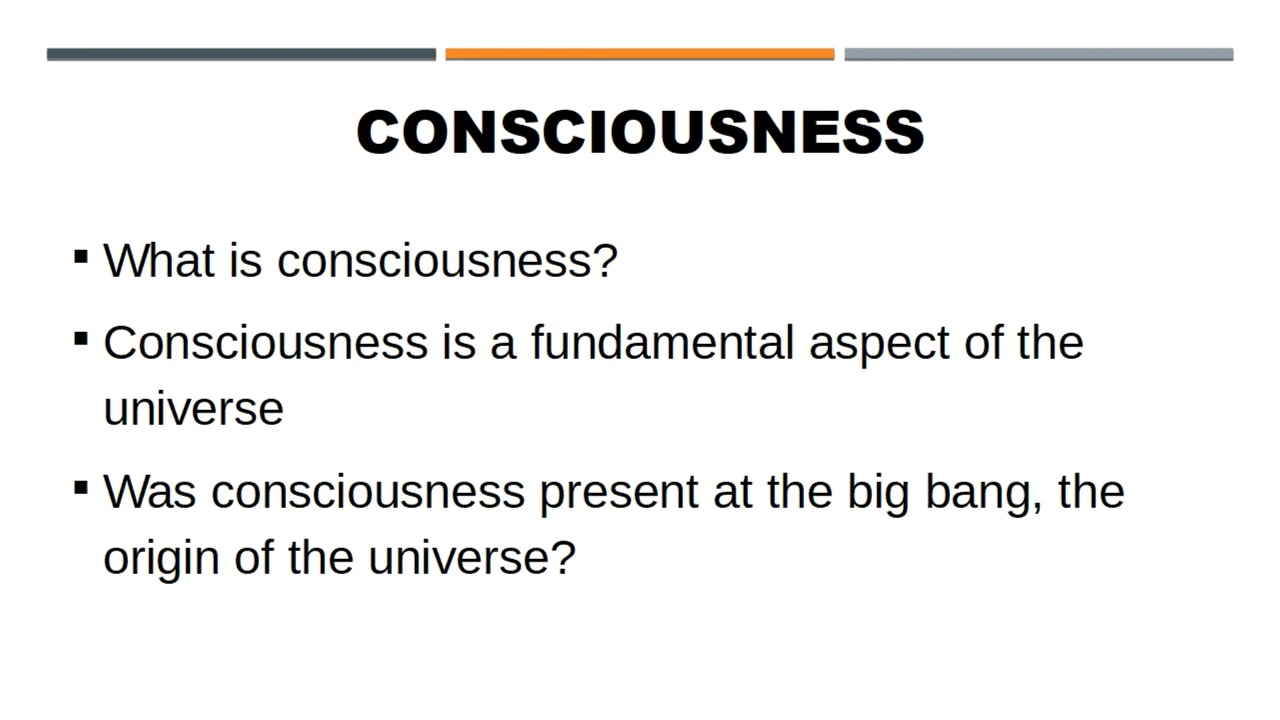 CONSCIOUSNESS
▪ What is consciousness?
▪ Consciousness is a fundamental aspect of the
universe
▪ Was consciousness present at the big bang, the
origin of the universe?